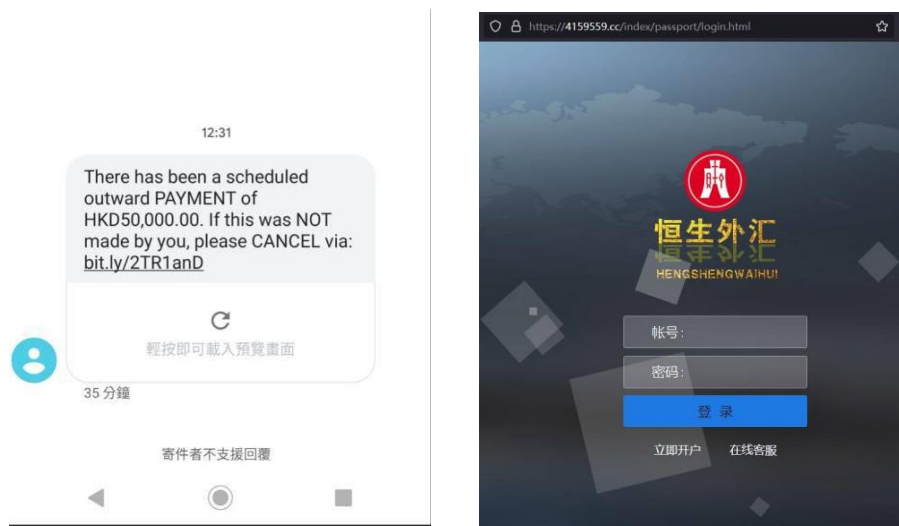 12:31
There has been a scheduled
outward PAYMENT of
HKD50,000.00. If this was NOT
made by you, please CANCEL via:
bit.ly/2TR1anD
輕按即可載入預覽畫面
35 分鐘
寄件者不支援回覆
https://4159559.cc/index/passport/login.html
恒生外汇
HENGSHENGWAIHUI
帐号:
密码:
登 录
立即开户 在线客服